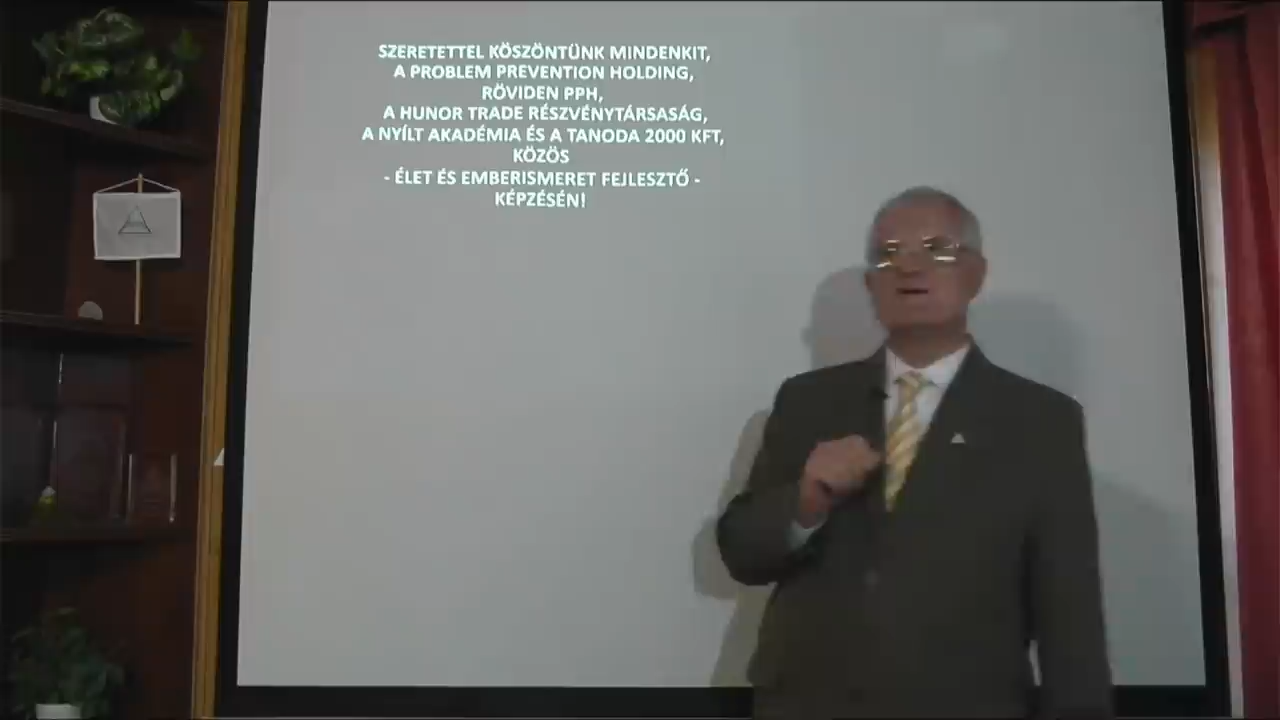 SZERETETTEL KÖSZÖNTÜNK MINDENKIT,
A PROBLEM PREVENTION HOLDING,
RÖVIDEN PPH,
A HUNOR TRADE RÉSZVÉNYTÁRSASÁG,
A NYÍLT AKADÉMIA ÉS A TANODA 2000 KFT,
KÖZÖS
- ÉLET ÉS EMBERISMERET FEJLESZTŐ -
KÉPZÉSÉN!